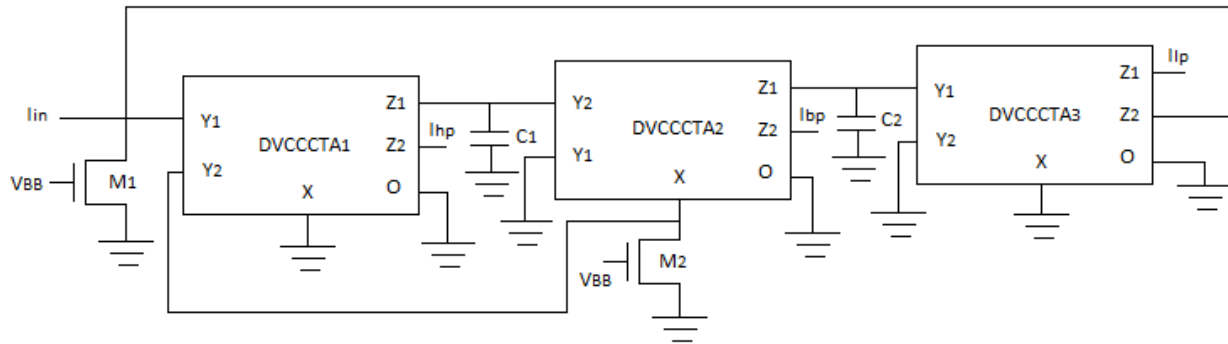 Iin
VBB
M1
Y1
Y2
DVCCCTA1
X
Z1
Z2
O
Ihp
C1
Y2
Y1
DVCCCTA2
X
Z1
Z2
O
VBB
M2
Ibp
C2
Y1
Y2
DVCCCTA3
X
Z1
Z2
O
Ilp